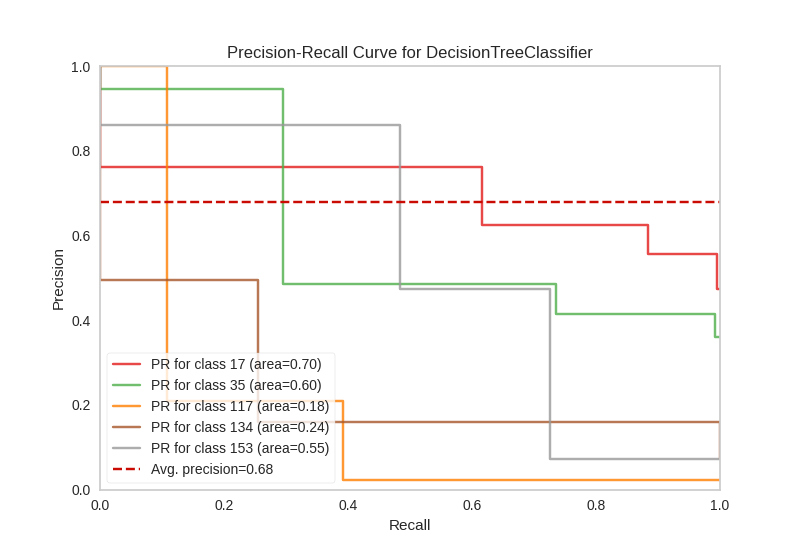 Precision-Recall Curve for DecisionTreeClassifier
1.0
0.8
0.6
0.4
0.2
0.0
Precision
PR for class 17 (area=0.70)
PR for class 35 (area=0.60)
PR for class 117 (area=0.18)
PR for class 134 (area=0.24)
PR for class 153 (area=0.55)
Avg. precision=0.68
0.0 0.2 0.4 0.6 0.8 1.0
Recall